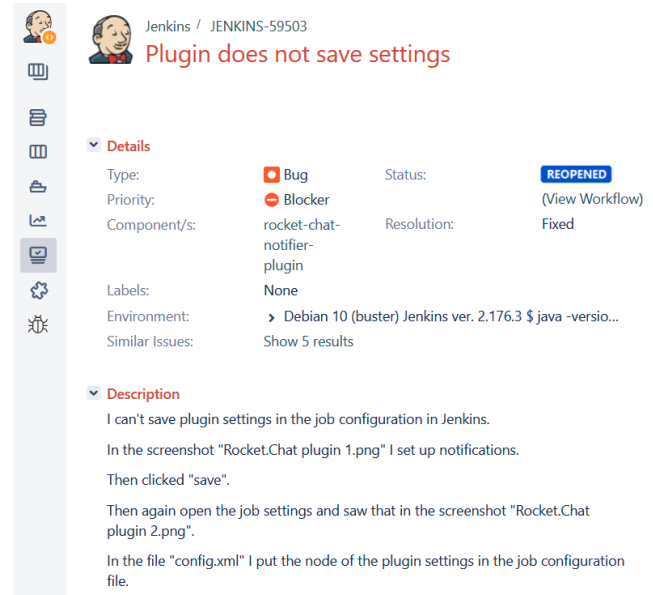 Jenkins / JENKINS-59503
Plugin does not save settings
Details
Type: Bug Status: REOPENED
Priority: Blocker (View Workflow)
Component/s: rocket-chat- Resolution: Fixed
notifier-
plugin
Labels: None
Environment: Debian 10 (buster) Jenkins ver. 2.176.3 $ java -versio...
Similar Issues: Show 5 results
Description
I can't save plugin settings in the job configuration in Jenkins.
In the screenshot "Rocket.Chat plugin 1.png" I set up notifications.
Then clicked "save".
Then again open the job settings and saw that in the screenshot "Rocket.Chat
plugin 2.png".
In the file "config.xml" I put the node of the plugin settings in the job configuration
file.